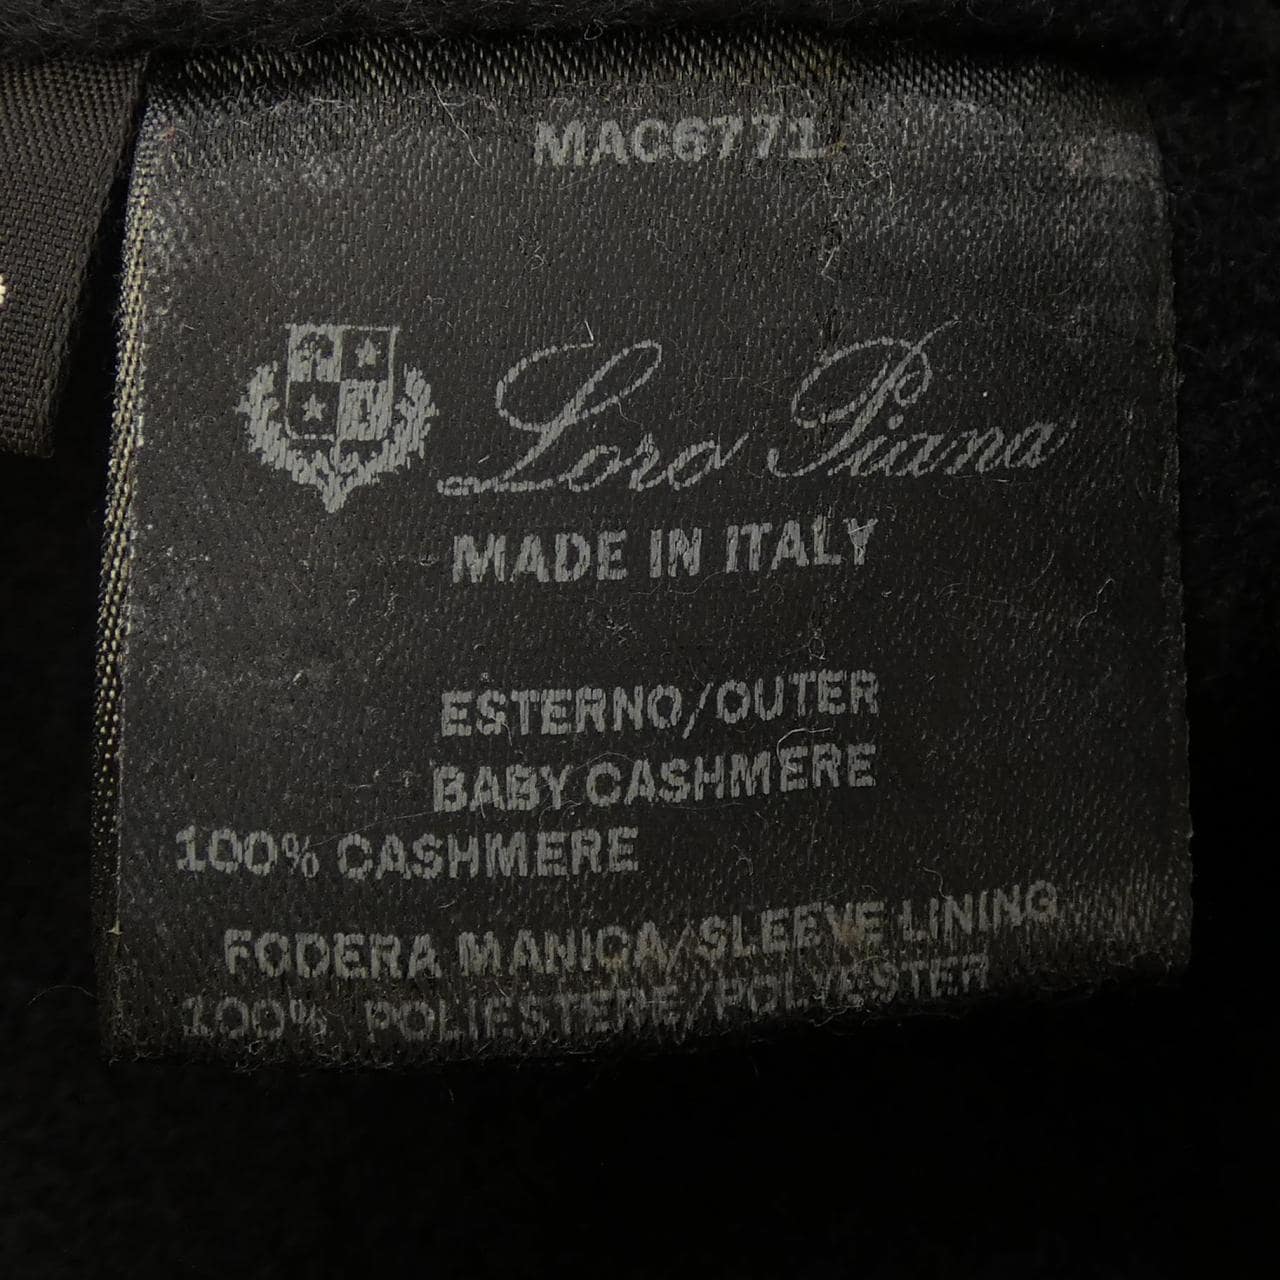 MAC6771
Loro Piana
MADE IN ITALY
ESTERNO/OUTER
BABY CASHMERE
100% CASHMERE
FODERA MANICA/SLEEVE LINING
100% POLIESTERE/POLYESTER